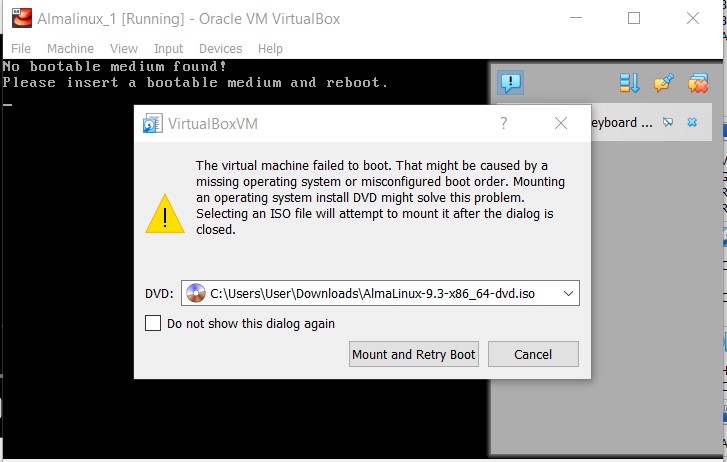 Almalinux_1 [Running] - Oracle VM VirtualBox
File Machine View Input Devices Help
No bootable medium found!
Please insert a bootable medium and reboot.
_
eyboard ...
VirtualBoxVM
The virtual machine failed to boot. That might be caused by a
missing operating system or misconfigured boot order. Mounting
an operating system install DVD might solve this problem.
Selecting an ISO file will attempt to mount it after the dialog is
closed.
DVD: C:\Users\User\Downloads\AlmaLinux-9.3-x86_64-dvd.iso
Do not show this dialog again
Mount and Retry Boot Cancel